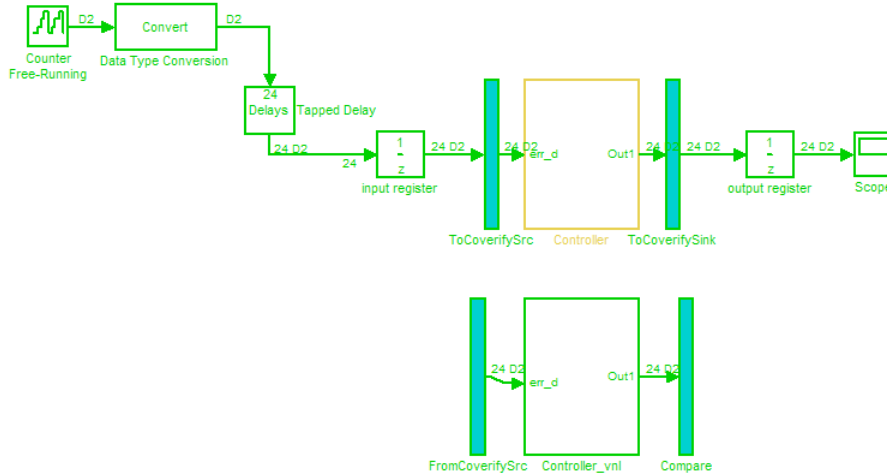 D2
Convert
D2
Counter
Free-Running
Data Type Conversion
24
Delays
Tapped Delay
24 D2
24
1
z
input register
24 D2
24 D2
err_d
Out1
24 D2
24 D2
1
z
output register
24 D2
Scope
ToCoverifySrc
Controller
ToCoverifySink
24 D2
err_d
Out1
24 D2
FromCoverifySrc
Controller_vnl
Compare